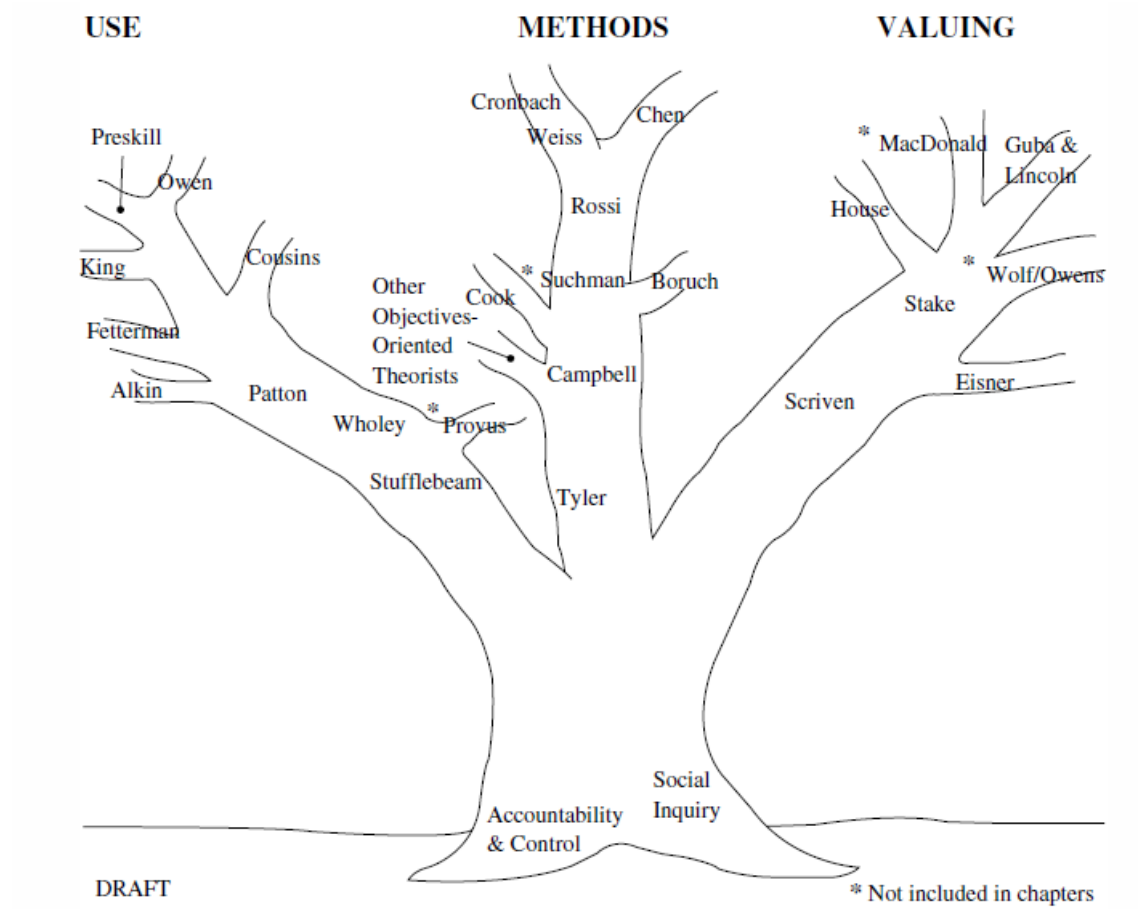 USE
METHODS
VALUING
Cronbach
Chen
Weiss
Preskill
* MacDonald
Guba &
Lincoln
Owen
House
Rossi
Cousins
King
* Suchman
Boruch
* Wolf/Owens
Other
Objectives-
Oriented
Theorists
Cook
Stake
Fetterman
Campbell
Alkin
Patton
Eisner
Scriven
Wholey
* Provus
Stufflebeam
Tyler
Social
Inquiry
Accountability
& Control
DRAFT
* Not included in chapters